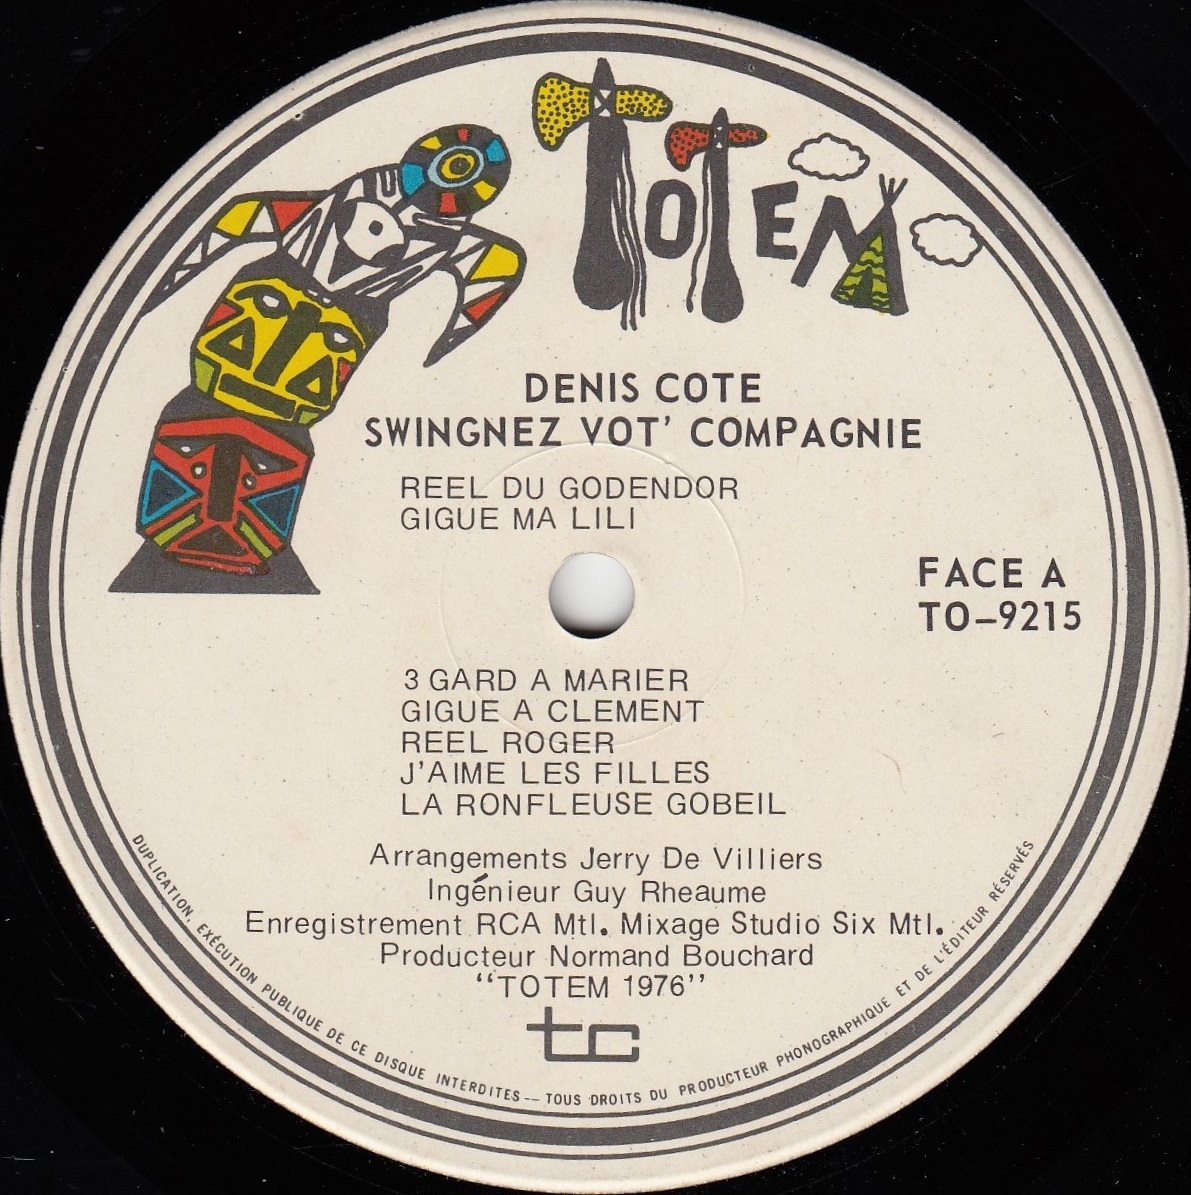 TOTEM
DENIS COTE
SWINGNEZ VOT' COMPAGNIE
REEL DU GODENDOR
GIGUE MA LILI
FACE A
TO-9215
3 GARD A MARIER
GIGUE A CLEMENT
REEL ROGER
J'AIME LES FILLES
LA RONFLEUSE GOBEIL
Arrangements Jerry De Villiers
Ingénieur Guy Rheaume
Enregistrement RCA Mtl. Mixage Studio Six Mtl.
Producteur Normand Bouchard
“TOTEM 1976”
tc
DUPLICATION, EXÉCUTION PUBLIQUE DE CE DISQUE INTERDITES -- TOUS DROITS DU PRODUCTEUR PHONOGRAPHIQUE ET DE L'ÉDITEUR RÉSERVÉS